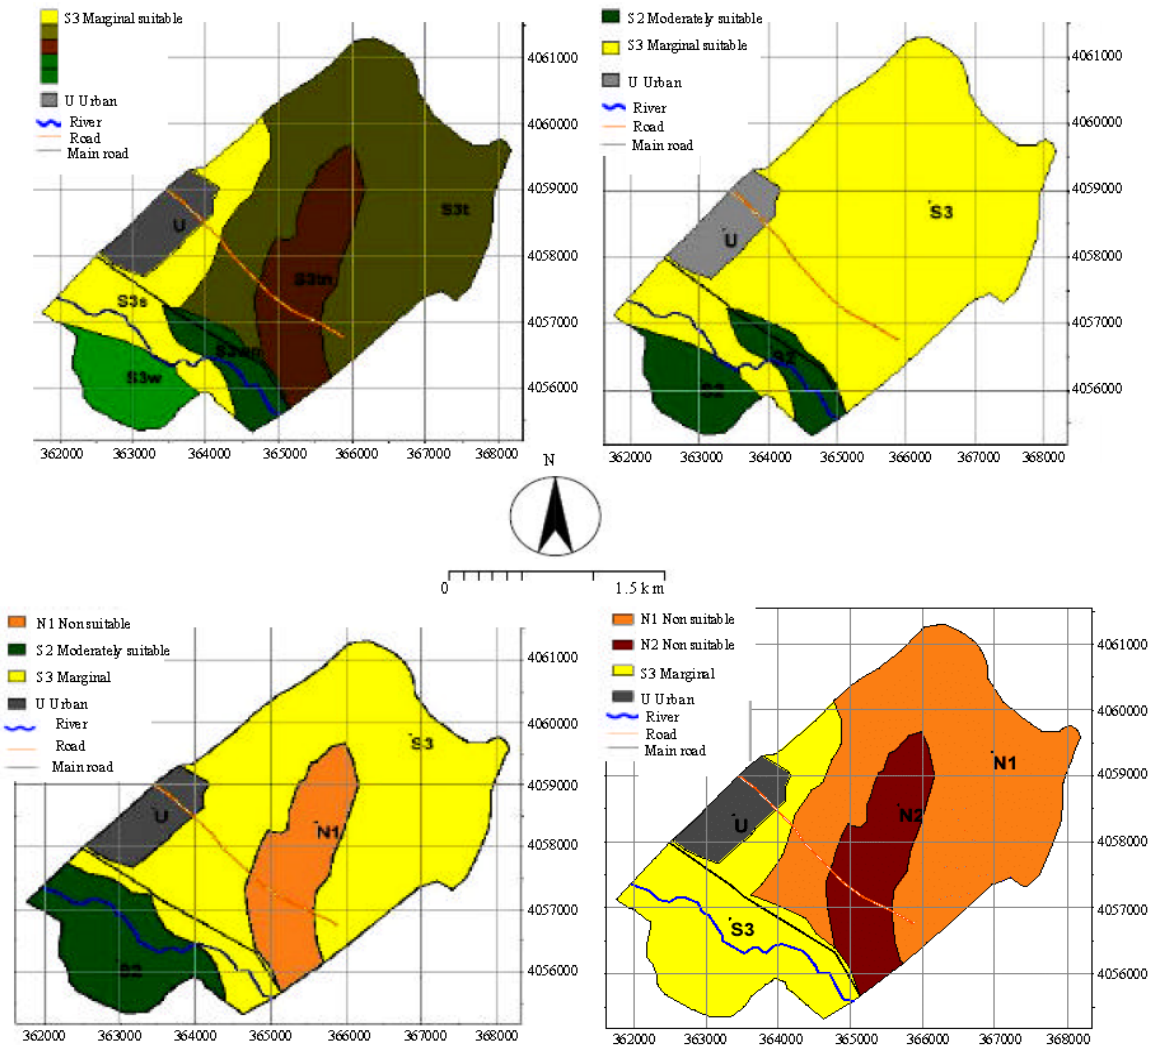 S3 Marginal suitable
U Urban
River
Road
Main road
4061000
4060000
4059000
4058000
4057000
4056000
S3t
U
S3tn
S3s
S3w
362000 363000 364000 365000 366000 367000 368000
S2 Moderately suitable
S3 Marginal suitable
U Urban
River
Road
Main road
4061000
4060000
4059000
4058000
4057000
4056000
S3
U
S2
S2
362000 363000 364000 365000 366000 367000 368000
N
0 1.5 km
N1 Non suitable
S2 Moderately suitable
S3 Marginal
U Urban
River
Road
Main road
4061000
4060000
4059000
4058000
4057000
4056000
S3
U
N1
S2
362000 363000 364000 365000 366000 367000 368000
N1 Non suitable
N2 Non suitable
S3 Marginal
U Urban
River
Road
Main road
4061000
4060000
4059000
4058000
4057000
4056000
N1
N2
U
S3
362000 363000 364000 365000 366000 367000 368000